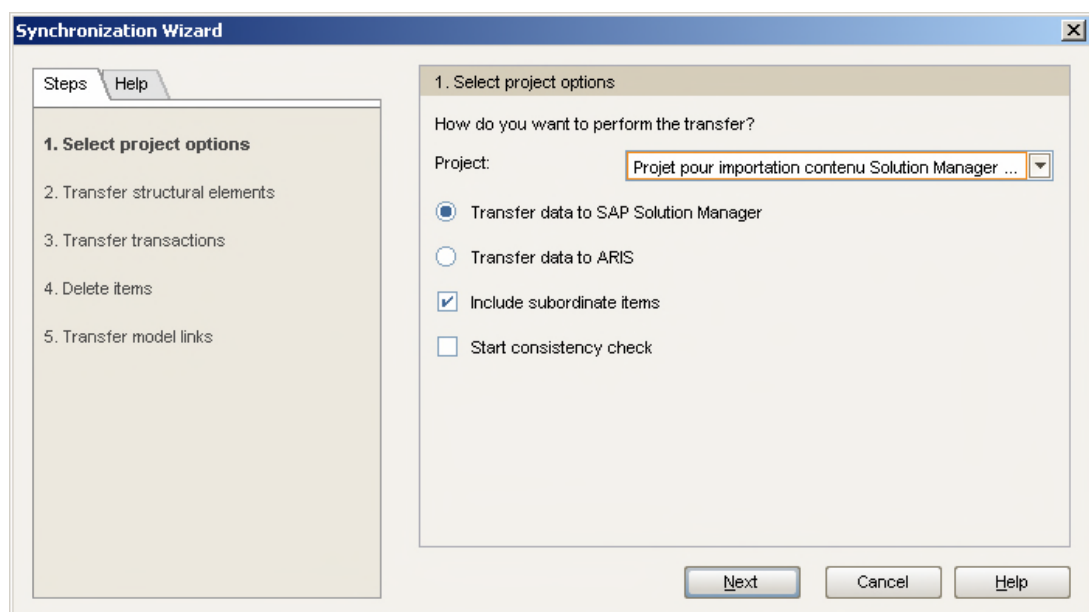 Synchronization Wizard
Steps
Help
1. Select project options
2. Transfer structural elements
3. Transfer transactions
4. Delete items
5. Transfer model links
1. Select project options
How do you want to perform the transfer?
Project:
Projet pour importation contenu Solution Manager ...
Transfer data to SAP Solution Manager
Transfer data to ARIS
Include subordinate items
Start consistency check
Next
Cancel
Help